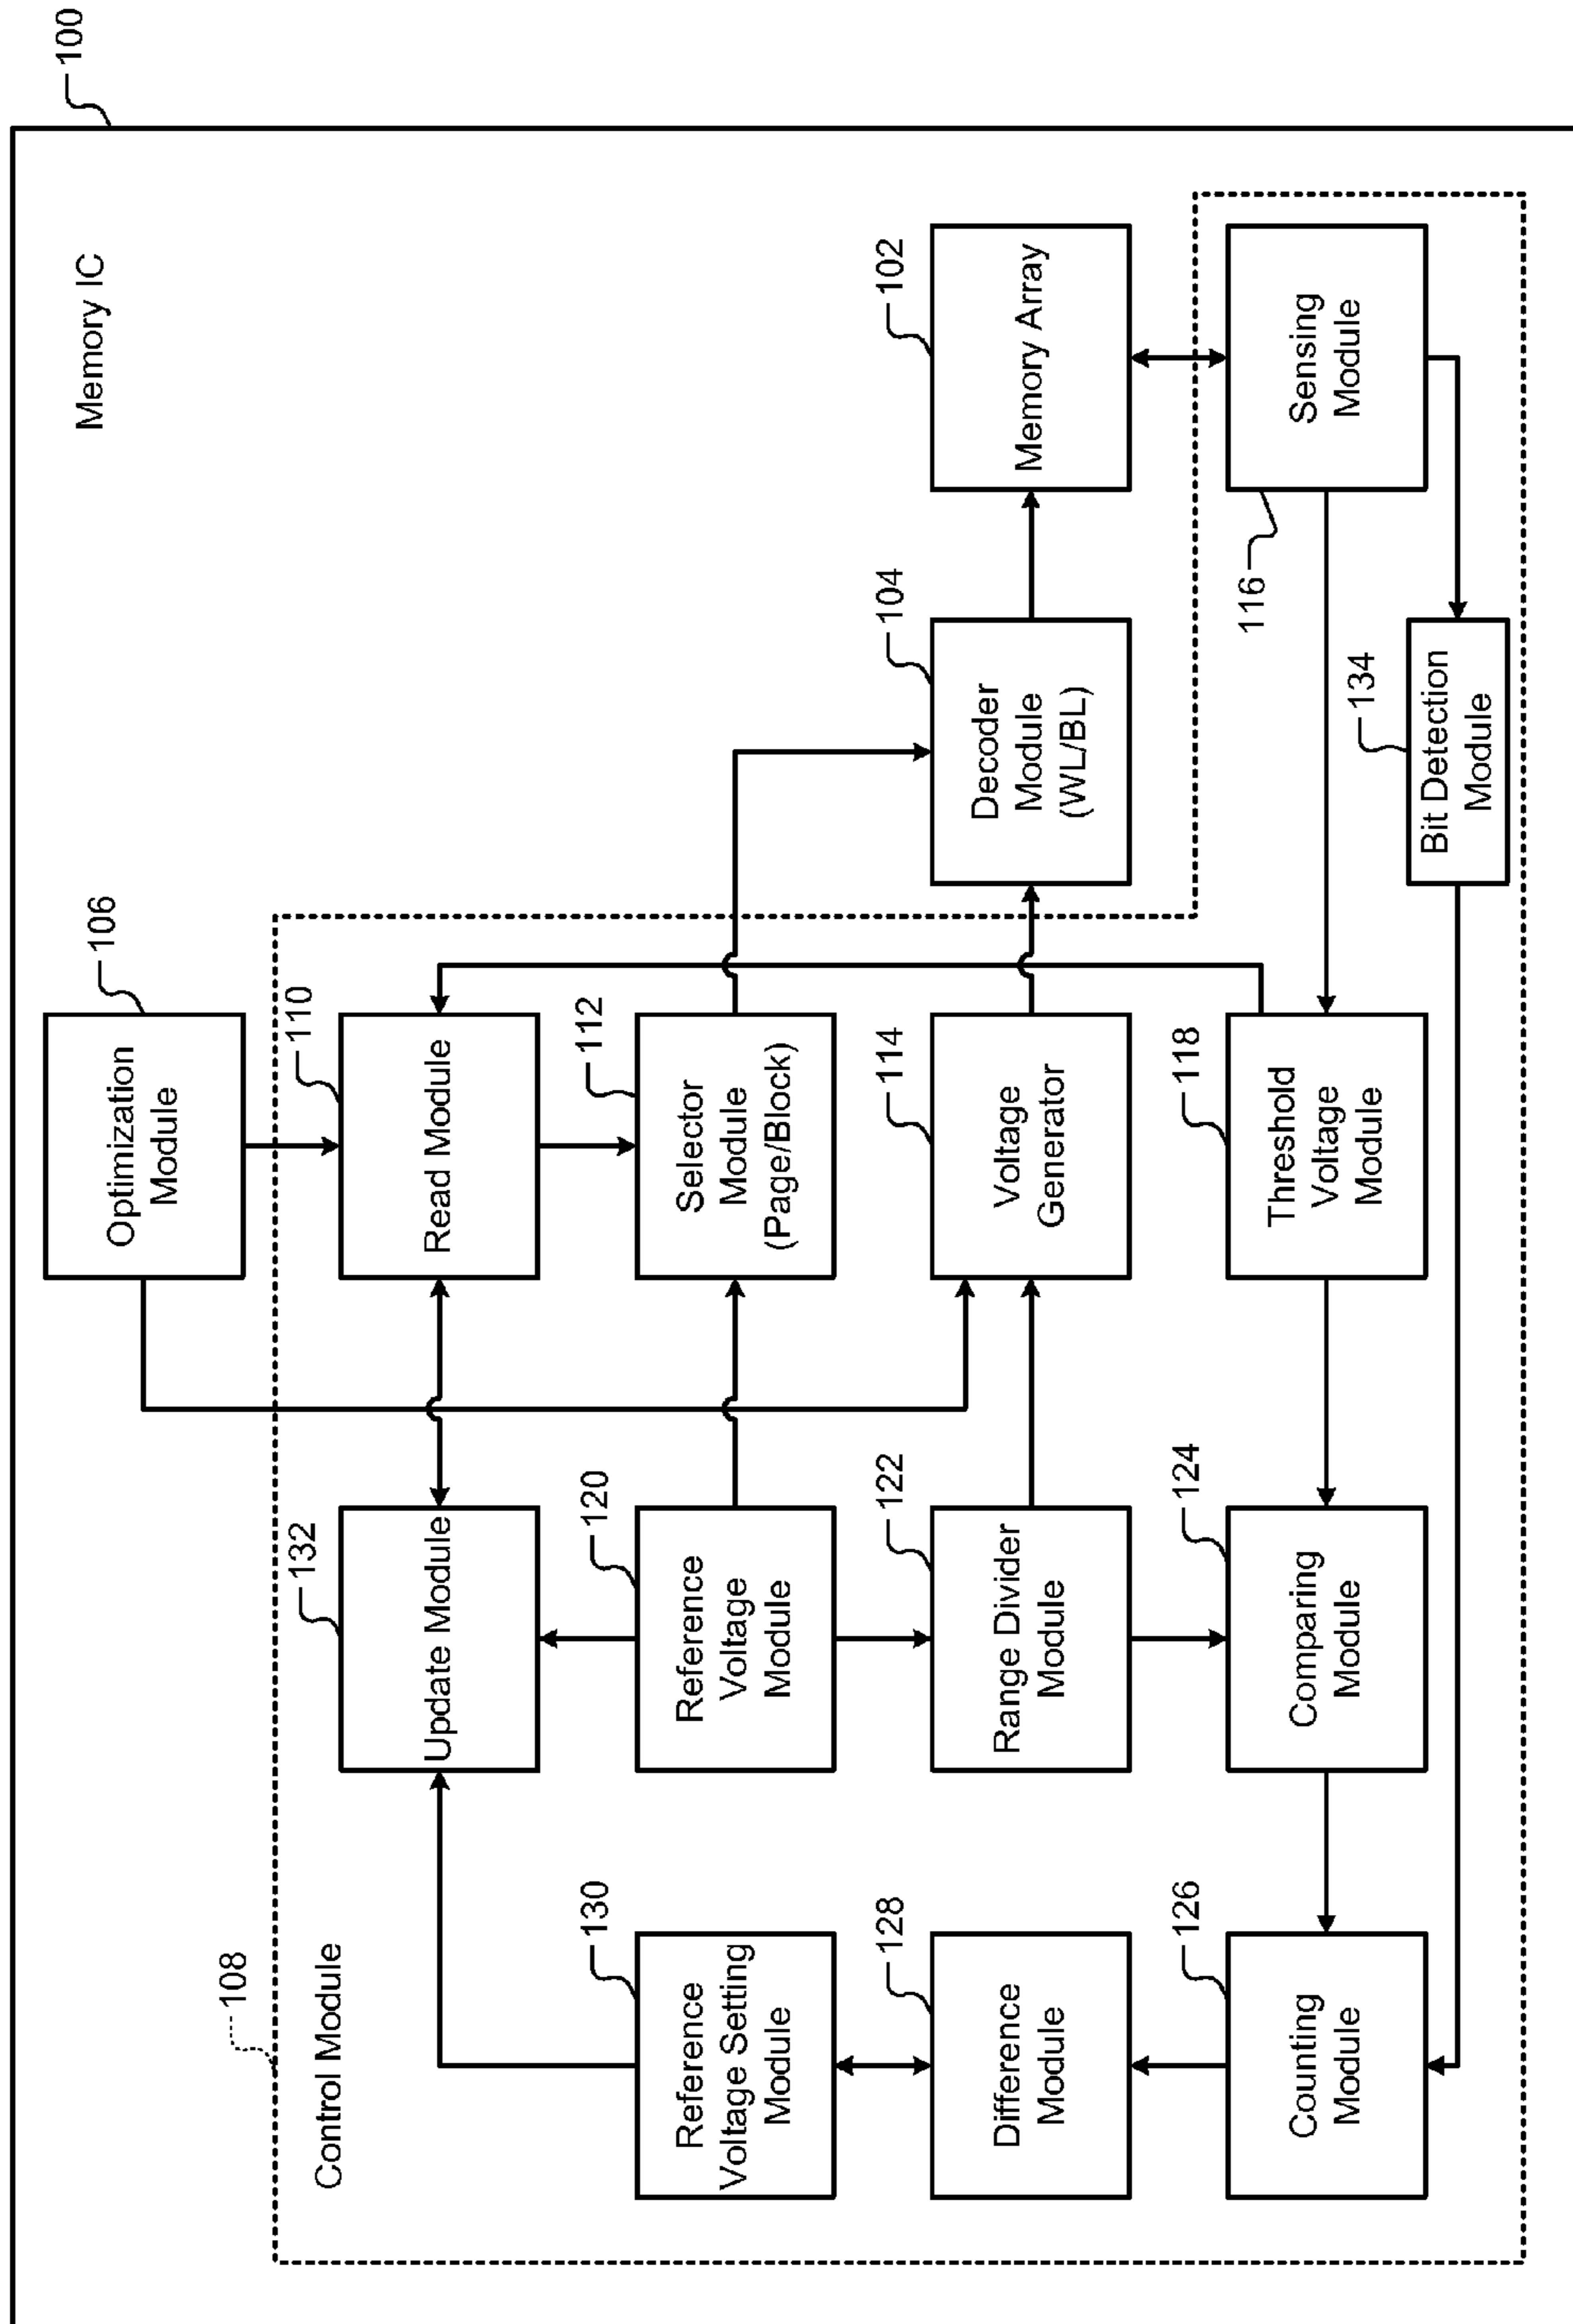 100
Memory IC
108
Control Module
106
Optimization
Module
132
Update Module
110
Read Module
130
Reference
Voltage Setting
Module
120
Reference
Voltage
Module
112
Selector
Module
(Page/Block)
128
Difference
Module
122
Range Divider
Module
114
Voltage
Generator
104
Decoder
Module
(WL/BL)
102
Memory Array
126
Counting
Module
124
Comparing
Module
118
Threshold
Voltage
Module
116
Sensing
Module
134
Bit Detection
Module